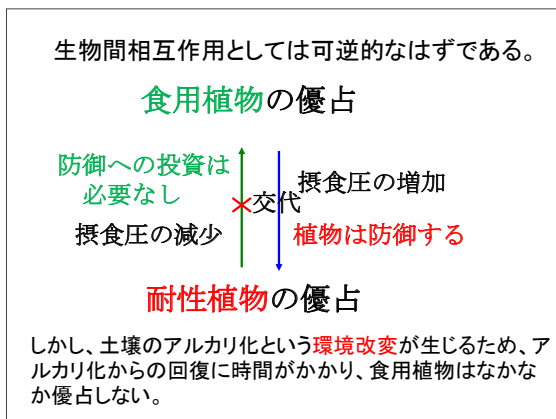 生物間相互作用としては可逆的なはずである。
食用植物の優占
防御への投資は
必要なし
摂食圧の減少
交代
摂食圧の増加
植物は防御する
耐性植物の優占
しかし、土壌のアルカリ化という環境改変が生じるため、ア
ルカリ化からの回復に時間がかかり、食用植物はなかな
か優占しない。